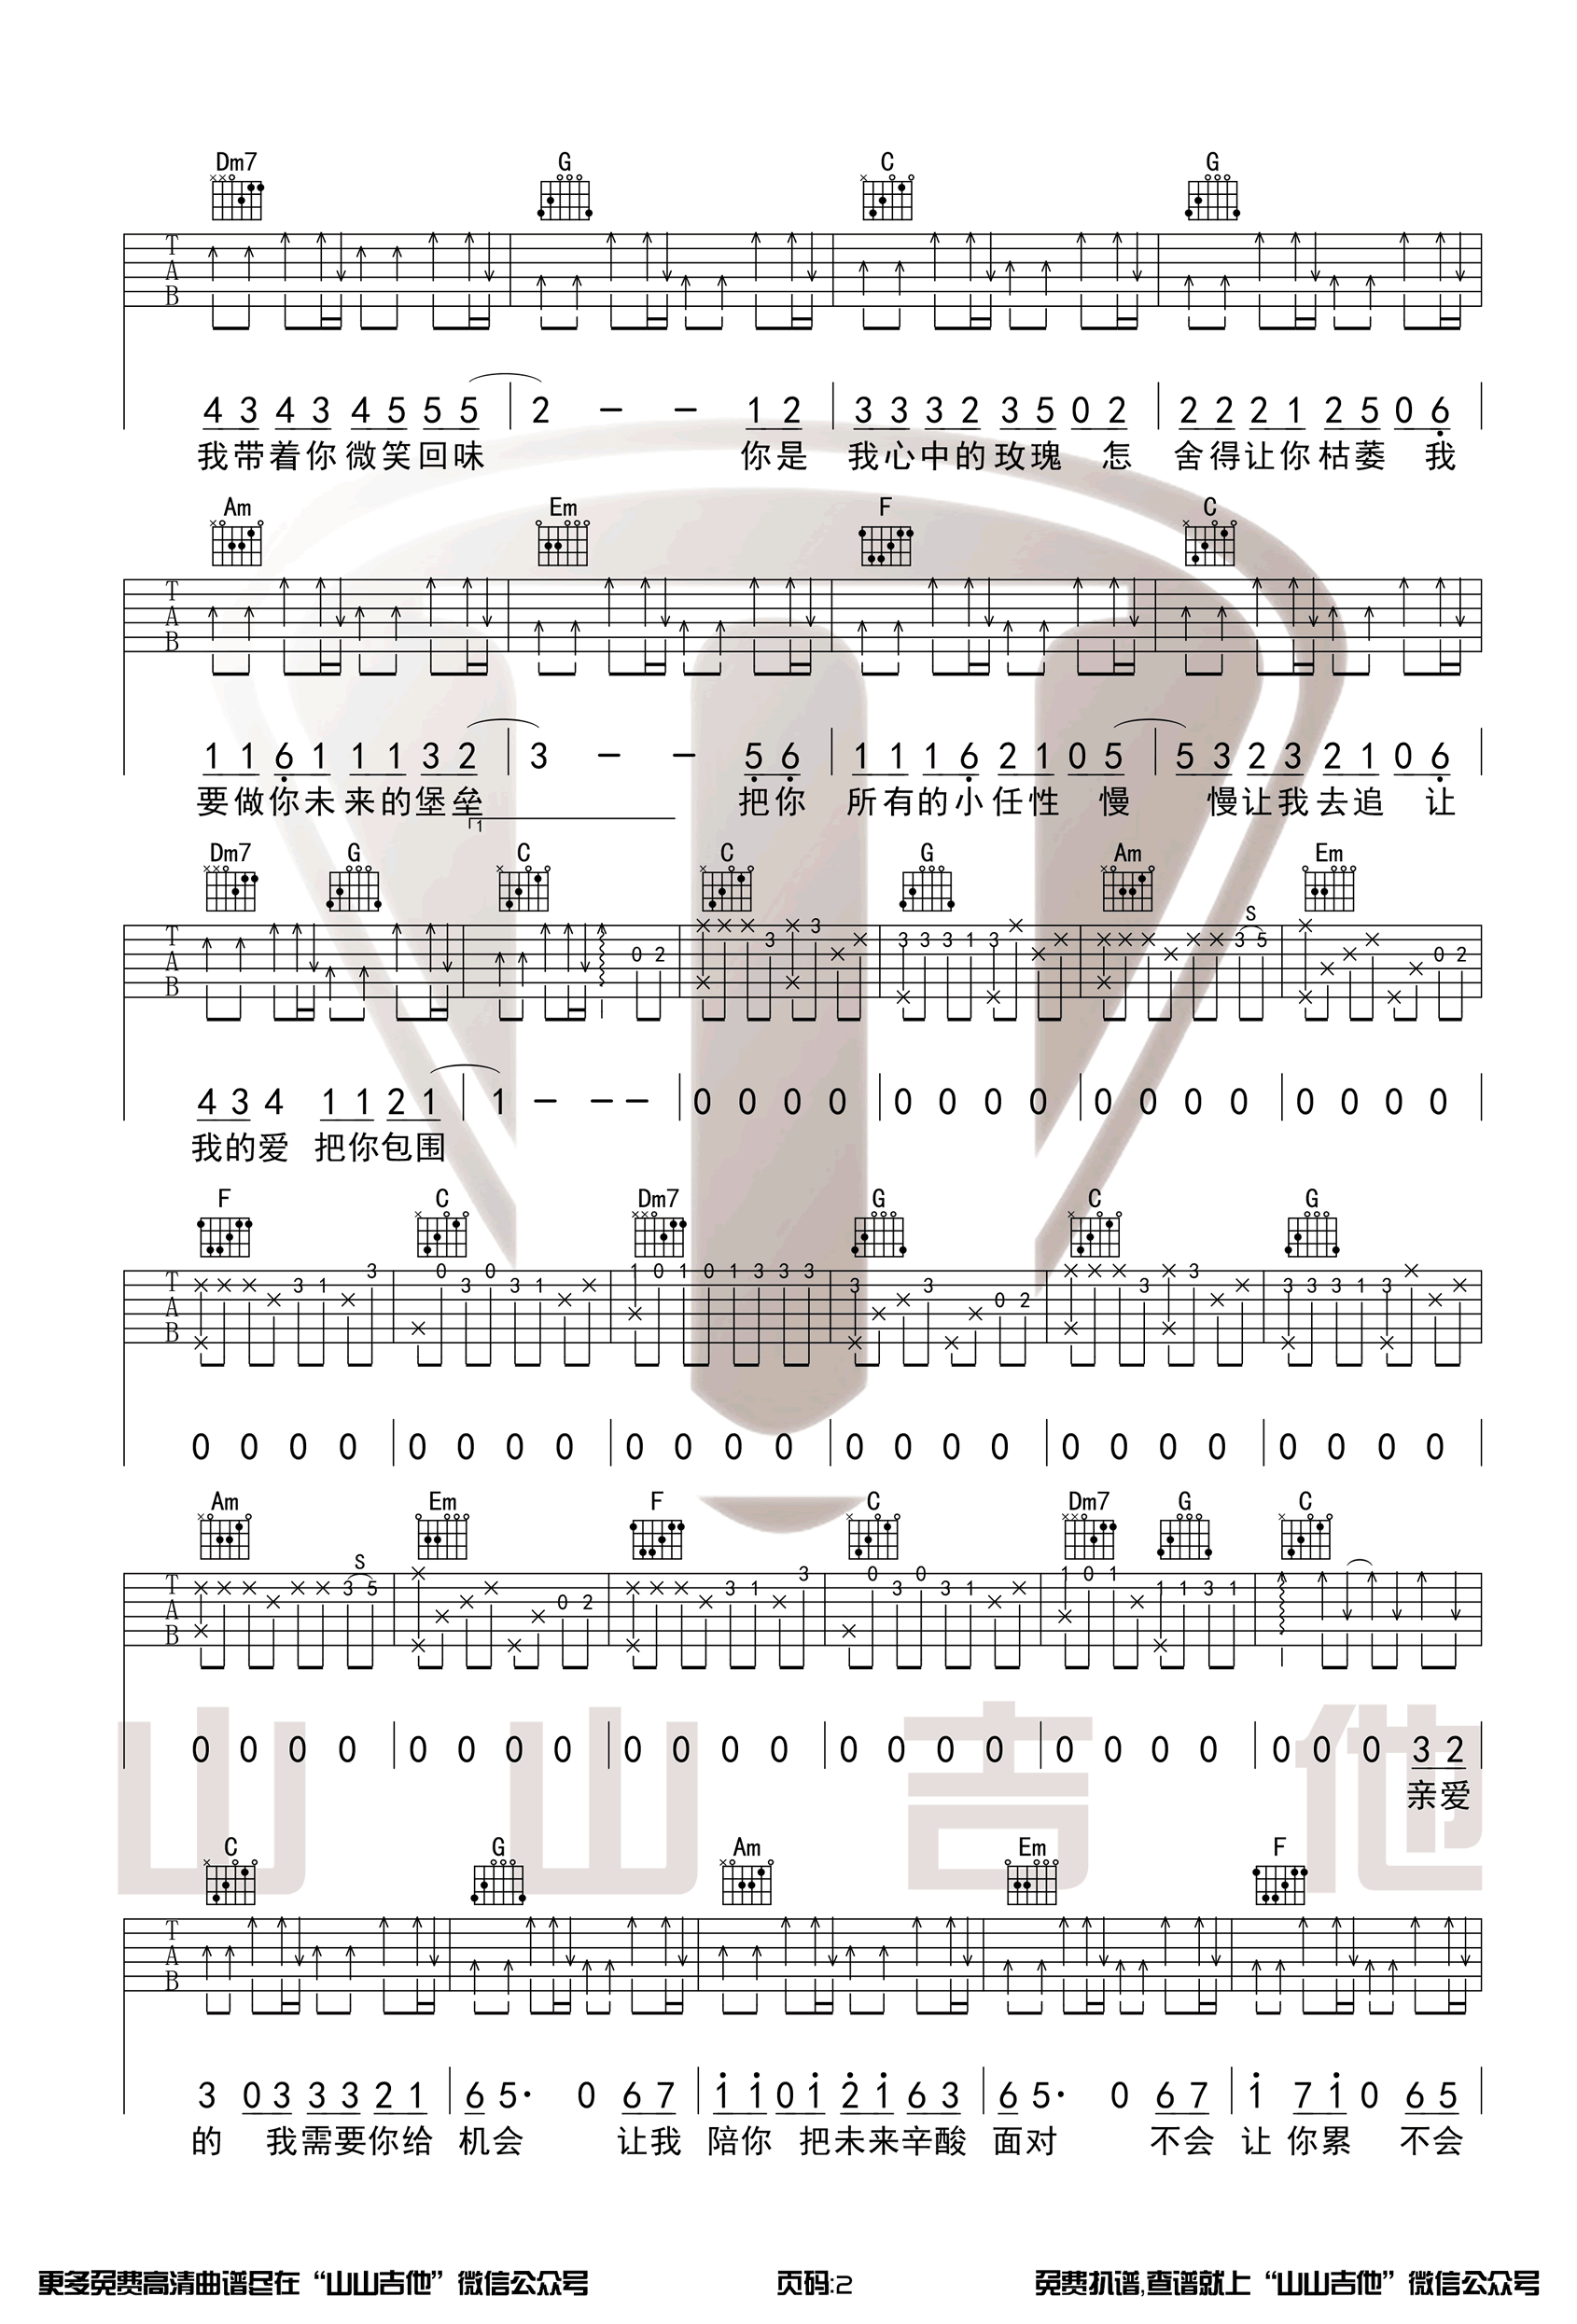 Dm7 G C G
T
A
B
4 3 4 3 4 5 5 5 | 2 - - 1 2 | 3 3 3 2 3 5 0 2 | 2 2 2 1 2 5 0 6 |
我带着你微笑回味 你是 我心中的玫瑰 怎 舍得让你枯萎 我
Am Em F C
T
A
B
1 1 6 1 1 1 3 2 | 3 - - 5 6 | 1 1 1 6 2 1 0 5 | 5 3 2 3 2 1 0 6 |
要做你未来的堡垒 把你 所有的小任性 慢 慢让我去追 让
1
Dm7 G C C G Am Em
S
T
A
B
0 2 3 3 3 3 3 1 3 3 5 0 2
4 3 4 1 1 2 1 | 1 - - - | 0 0 0 0 | 0 0 0 0 | 0 0 0 0 | 0 0 0 0 |
我的爱 把你包围
F C Dm7 G C G
T
A
B
3 1 3 0 3 0 3 1 1 0 1 0 1 3 3 3 3 3 0 2 3 3 3 3 3 1 3
0 0 0 0 | 0 0 0 0 | 0 0 0 0 | 0 0 0 0 | 0 0 0 0 | 0 0 0 0 |
Am Em F C Dm7 G C
S
T
A
B
3 5 0 2 3 1 3 0 3 0 3 1 1 0 1 1 1 3 1
0 0 0 0 | 0 0 0 0 | 0 0 0 0 | 0 0 0 0 | 0 0 0 0 | 0 0 0 3 2 |
亲爱
山山吉他
C G Am Em F
T
A
B
3 0 3 3 3 2 1 | 6 5· 0 6 7 | 1 1 0 1 2 1 6 3 | 6 5· 0 6 7 | 1 7 1 0 6 5 |
的 我需要你给 机会 让我 陪你 把未来辛酸 面对 不会 让你累 不会
更多免费高清曲谱尽在“山山吉他”微信公众号 页码:2 免费扒谱,查谱就上“山山吉他”微信公众号